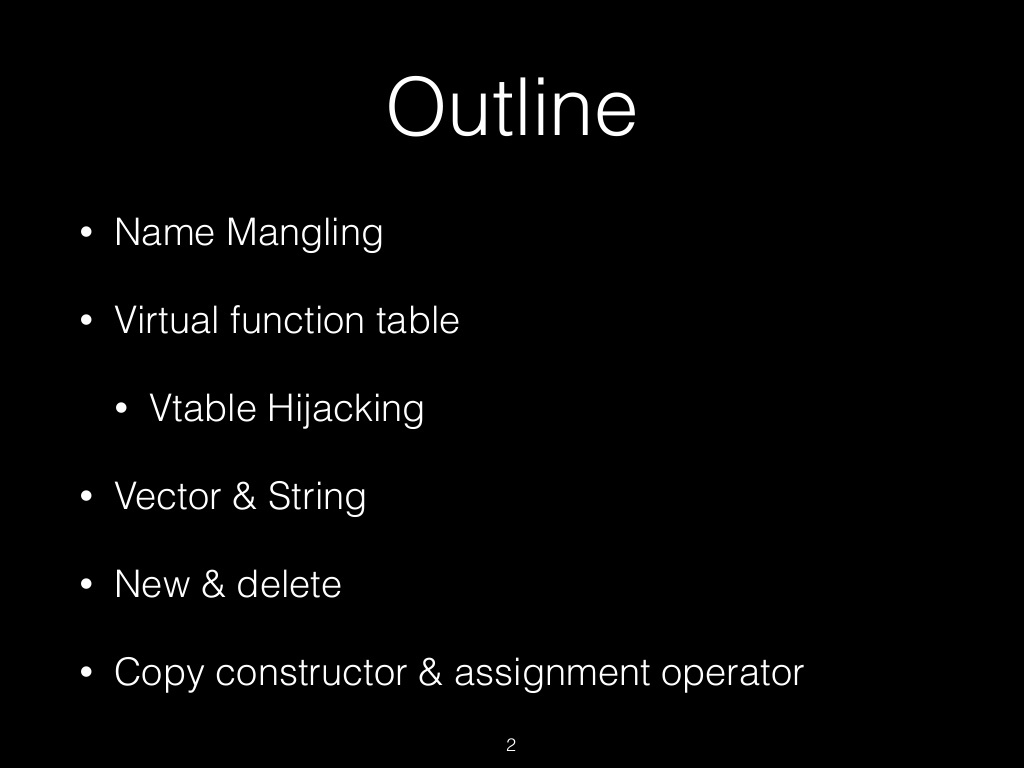 Outline
• Name Mangling
• Virtual function table
• Vtable Hijacking
• Vector & String
• New & delete
• Copy constructor & assignment operator
2